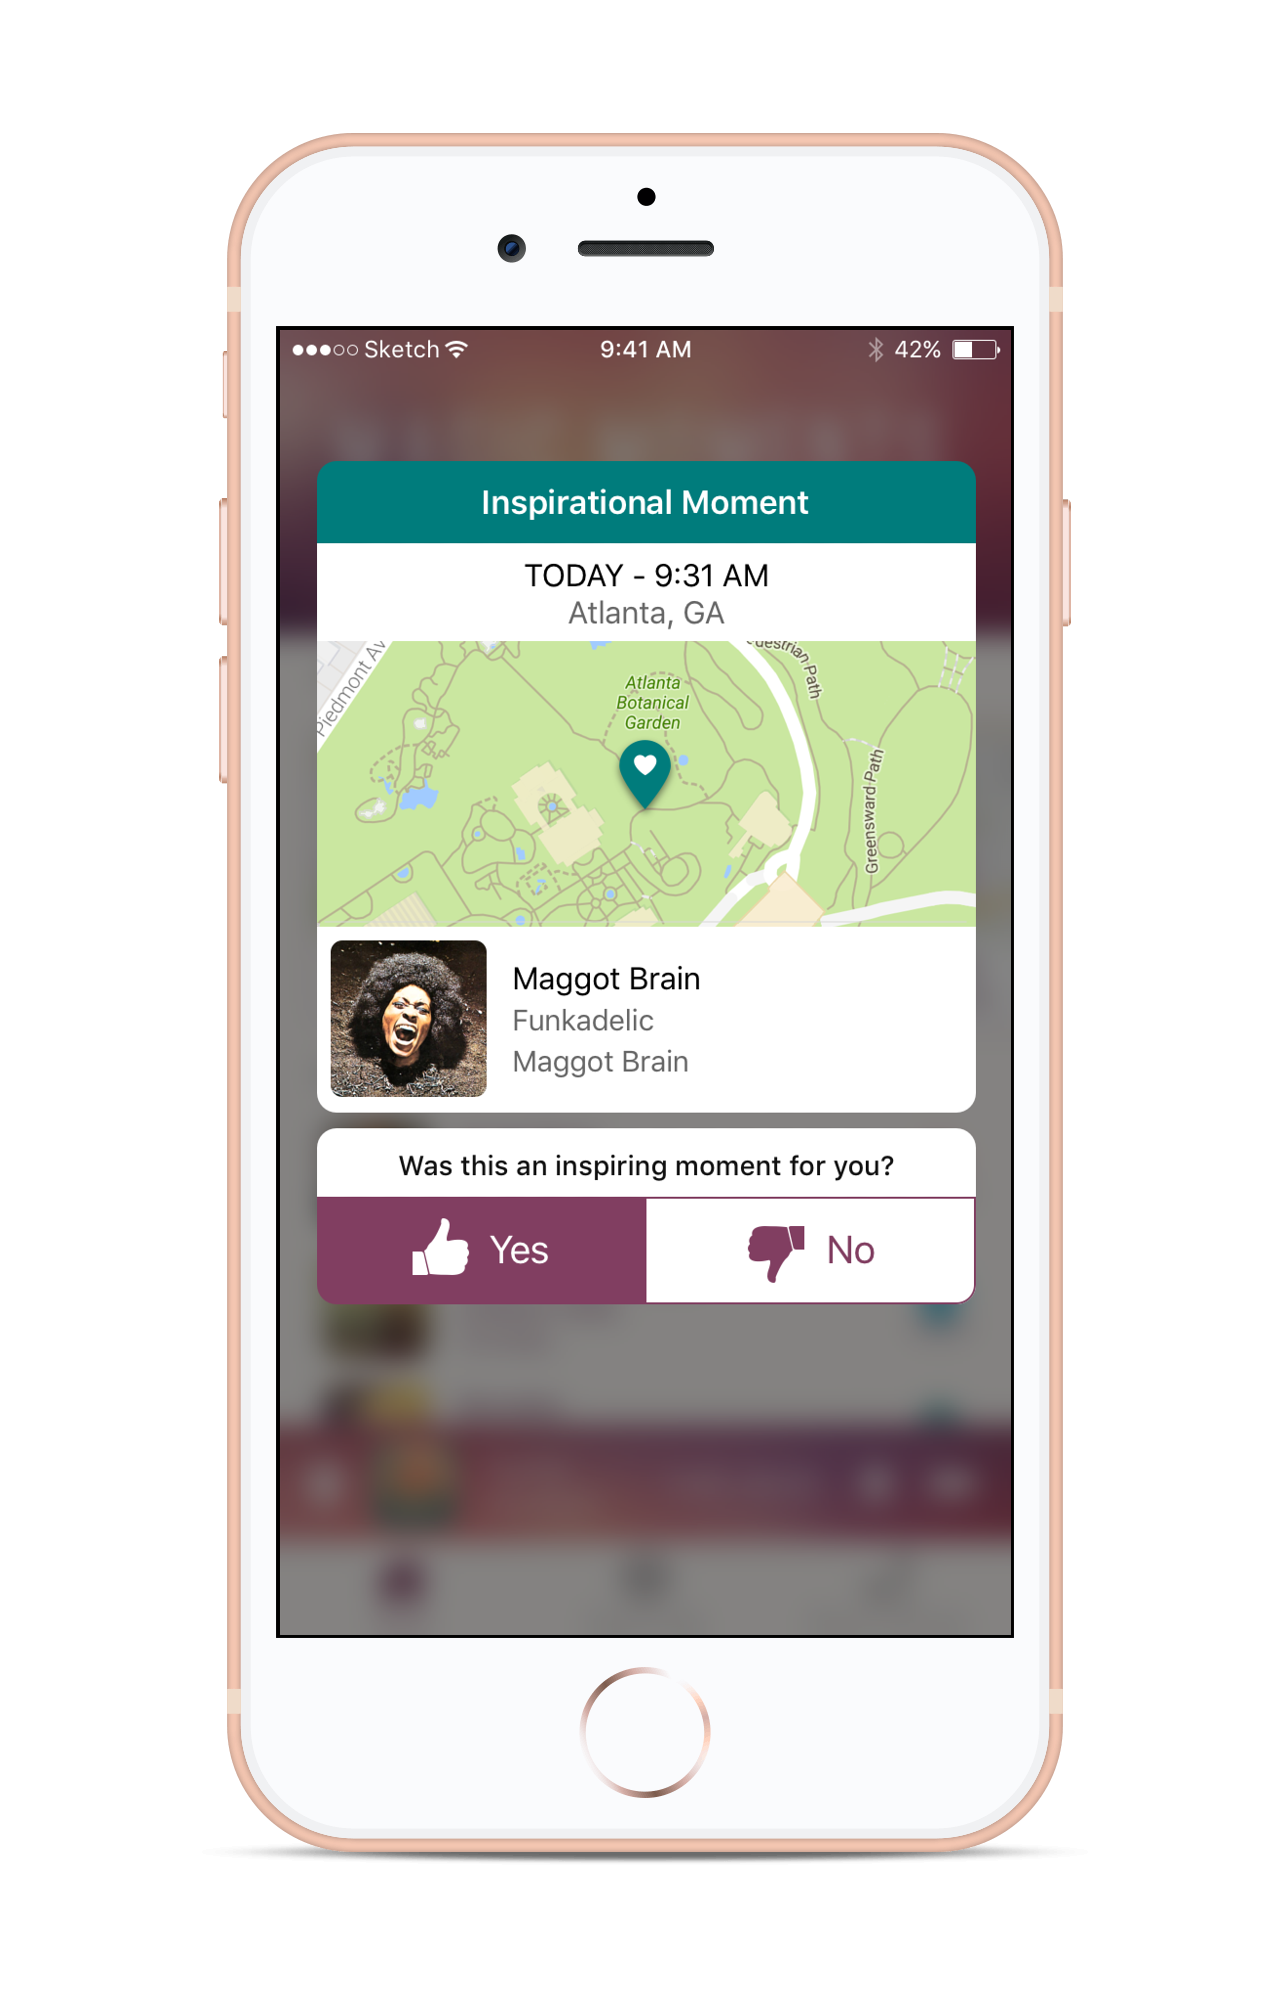 Sketch 9:41 AM 42%
Inspirational Moment
TODAY - 9:31 AM
Atlanta, GA
Piedmont Av
Path
Atlanta
Botanical
Garden
Greensward Path
Maggot Brain
Funkadelic
Maggot Brain
Was this an inspiring moment for you?
Yes No